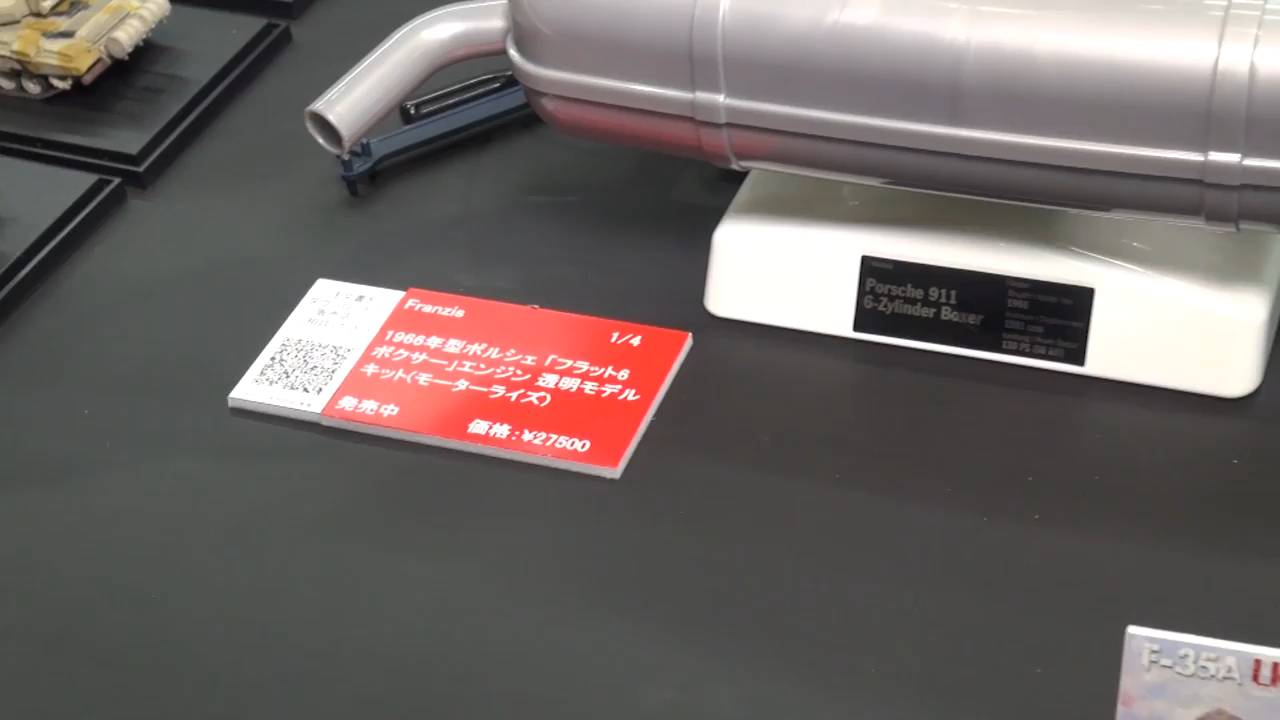 Franzis
1/4
1966年型ポルシェ「フラット6
ボクサー」エンジン 透明モデル
キット(モーターライズ)
発売中
価格:¥27500
Porsche 911
6-Zylinder Boxer
F-35A